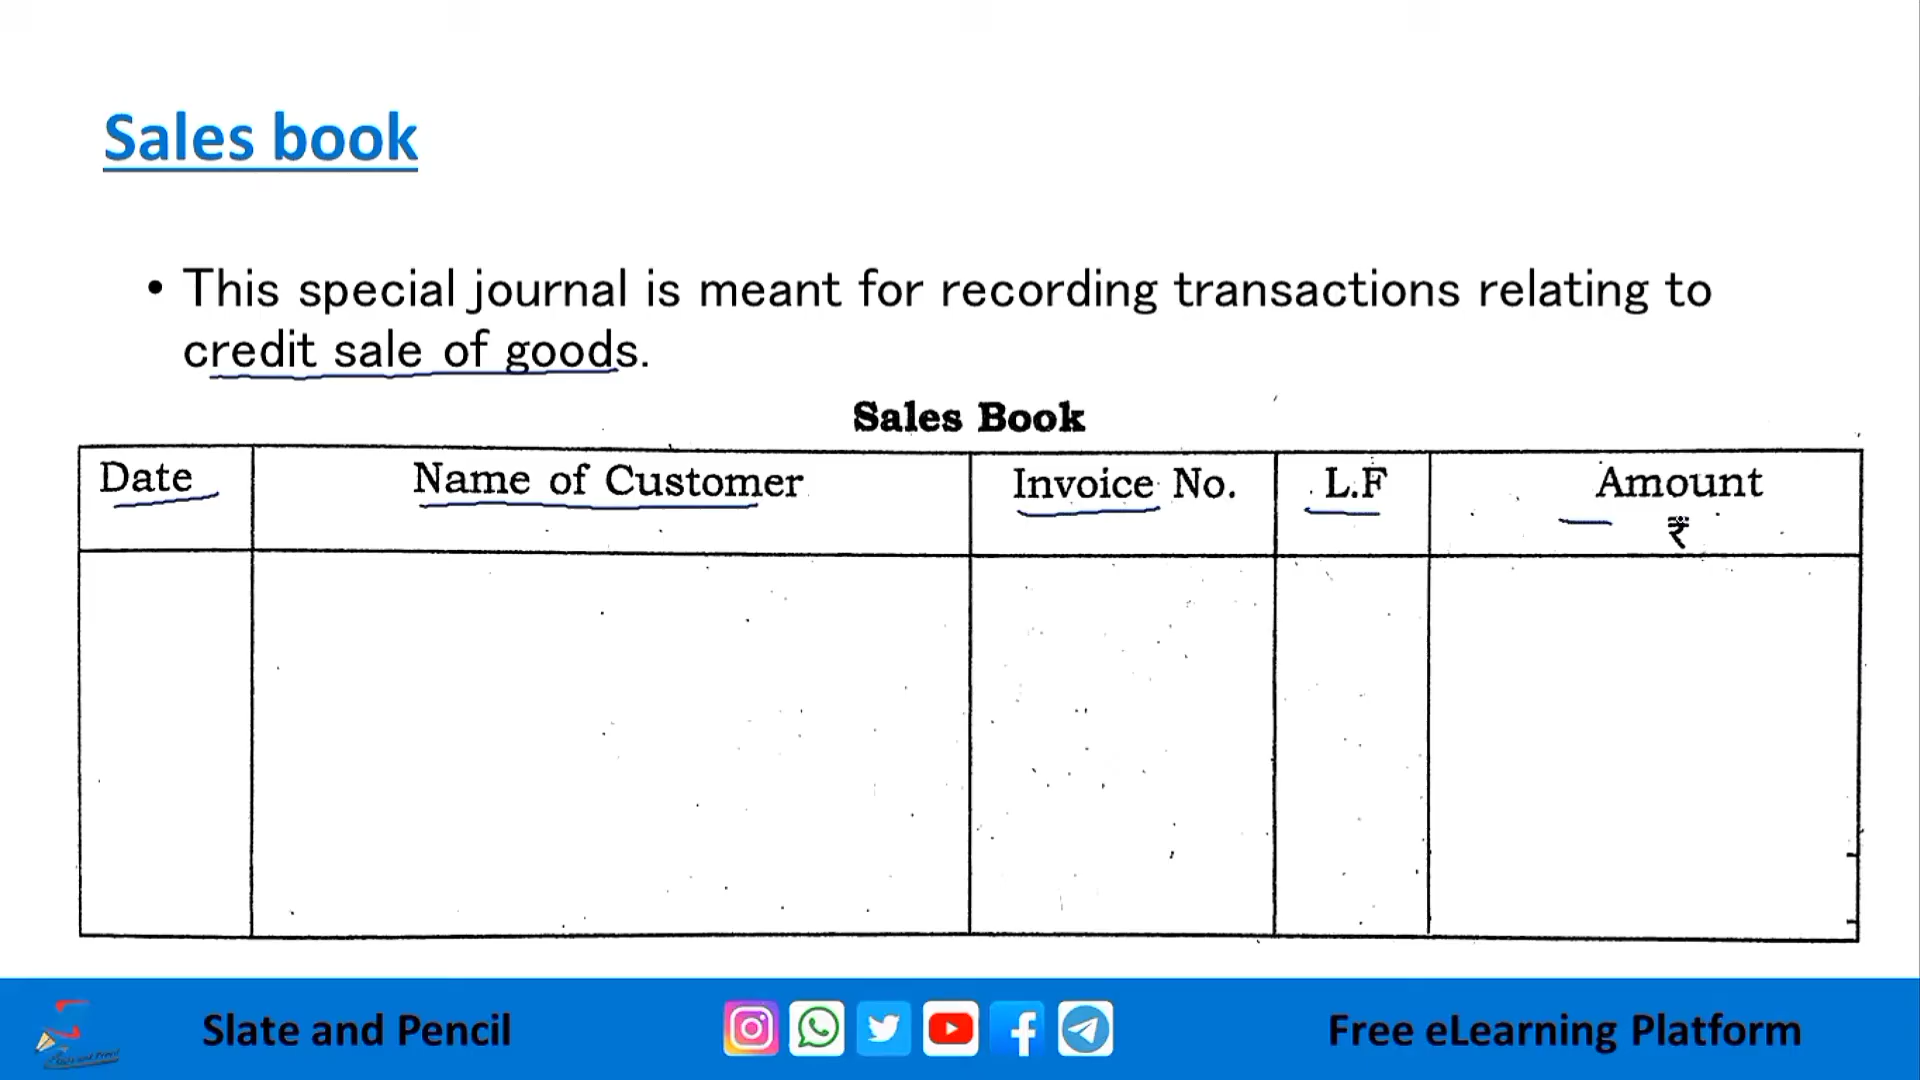 Sales book
• This special journal is meant for recording transactions relating to
credit sale of goods.
Sales Book
Date Name of Customer Invoice No. L.F Amount
₹
Slate and Pencil Free eLearning Platform